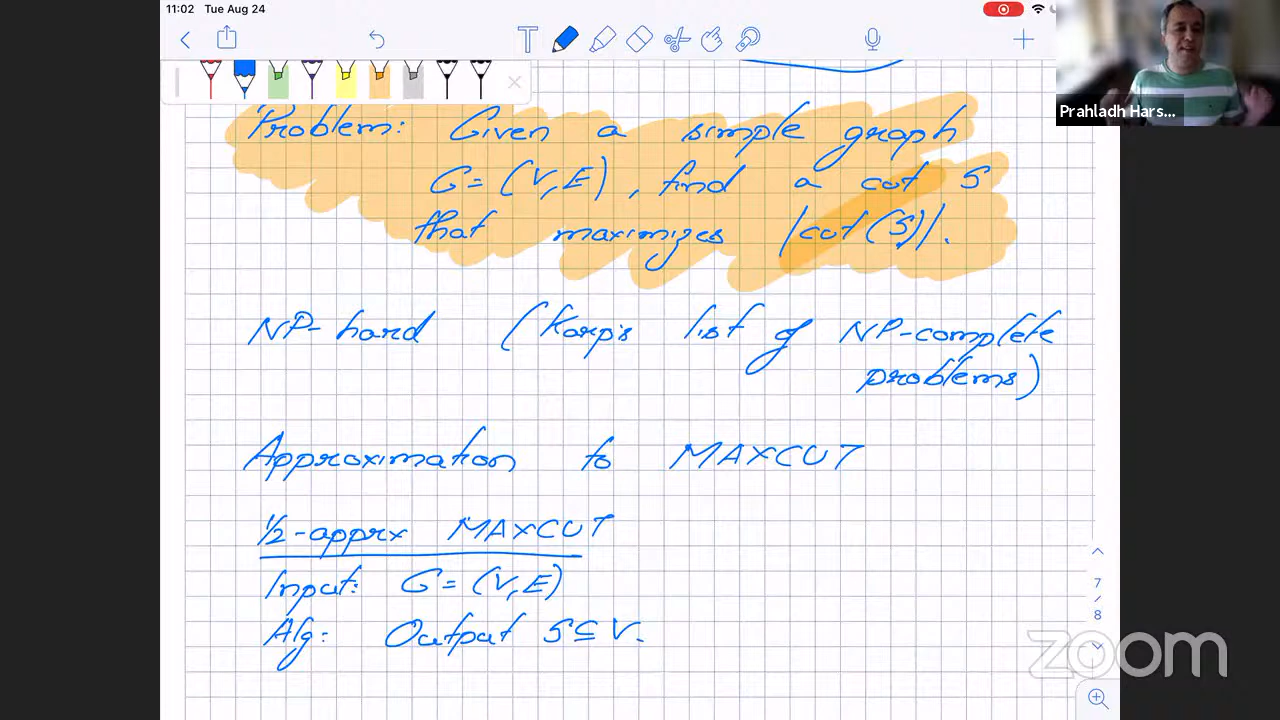 11:02 Tue Aug 24
Prahladh Hars...
Problem: Given a simple graph
G = (V,E), find a cut S
that maximizes |cut(S)|.
NP-hard (Karp's list of NP-complete
problems)
Approximation to MAXCUT
1/2-apprx MAXCUT
Input: G = (V,E)
Alg: Output S ⊆ V.
7
/
8
zoom